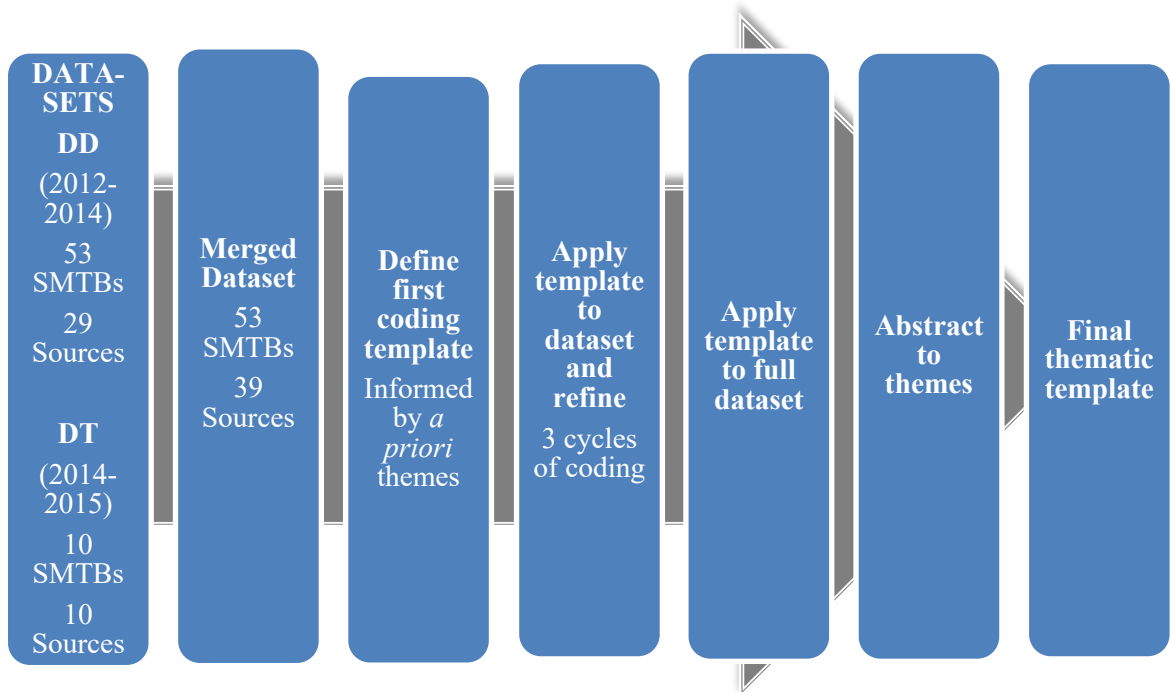 DATA-
SETS
DD
(2012-
2014)
53
SMTBs
29
Sources
DT
(2014-
2015)
10
SMTBs
10
Sources
Merged
Dataset
53
SMTBs
39
Sources
Define
first
coding
template
Informed
by a
priori
themes
Apply
template
to
dataset
and
refine
3 cycles
of coding
Apply
template
to full
dataset
Abstract
to
themes
Final
thematic
template